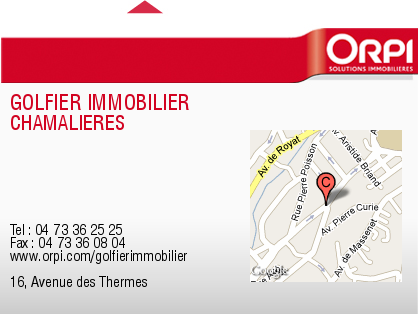 ORPI
SOLUTIONS IMMOBILIÈRES
GOLFIER IMMOBILIER
CHAMALIERES
Av. de Royat
Rue Pierre Poisson
Av. Aristide Briand
C
Av. Pierre Curie
Av. de Massenet
Google
Tel : 04 73 36 25 25
Fax : 04 73 36 08 04
www.orpi.com/golfierimmobilier
16, Avenue des Thermes